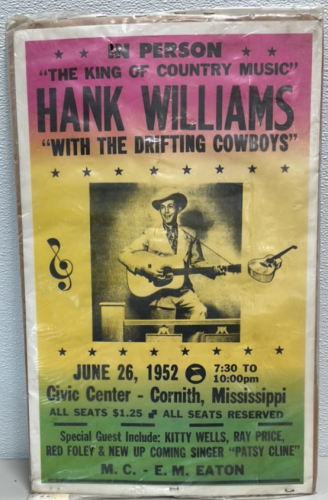 IN PERSON
"THE KING OF COUNTRY MUSIC"
HANK WILLIAMS
"WITH THE DRIFTING COWBOYS"
JUNE 26, 1952 7:30 TO
10:00pm
Civic Center - Cornith, Mississippi
ALL SEATS $1.25 ALL SEATS RESERVED
Special Guest Include: KITTY WELLS, RAY PRICE,
RED FOLEY & NEW UP COMING SINGER "PATSY CLINE"
M. C. - E. M. EATON